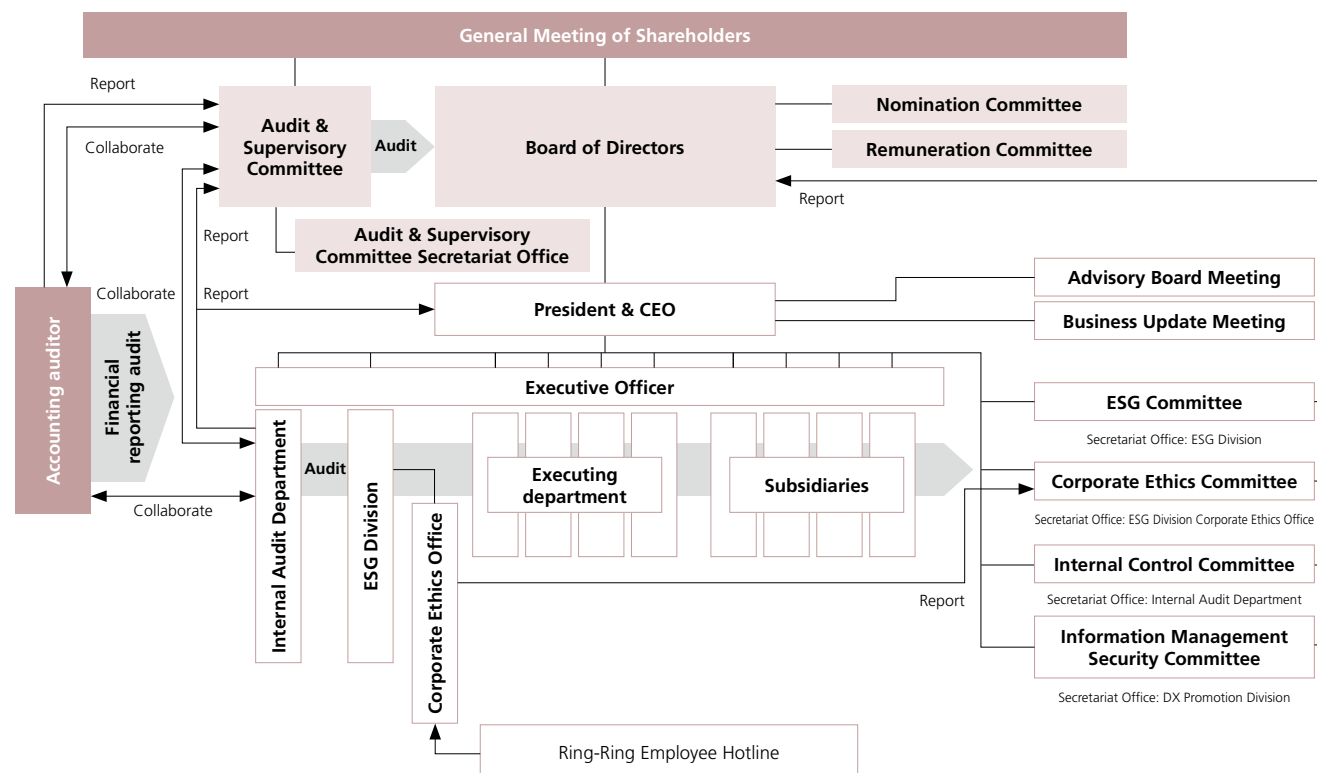 General Meeting of Shareholders
Report
Collaborate
Audit &
Supervisory
Committee
Audit
Board of Directors
Nomination Committee
Remuneration Committee
Report
Report
Audit & Supervisory
Committee Secretariat Office
Collaborate
Report
President & CEO
Advisory Board Meeting
Business Update Meeting
Accounting auditor
Financial
reporting audit
Executive Officer
Collaborate
Internal Audit Department
Audit
ESG Division
Corporate Ethics Office
Executing
department
Subsidiaries
ESG Committee
Secretariat Office: ESG Division
Corporate Ethics Committee
Secretariat Office: ESG Division Corporate Ethics Office
Internal Control Committee
Report
Secretariat Office: Internal Audit Department
Information Management
Security Committee
Secretariat Office: DX Promotion Division
Ring-Ring Employee Hotline